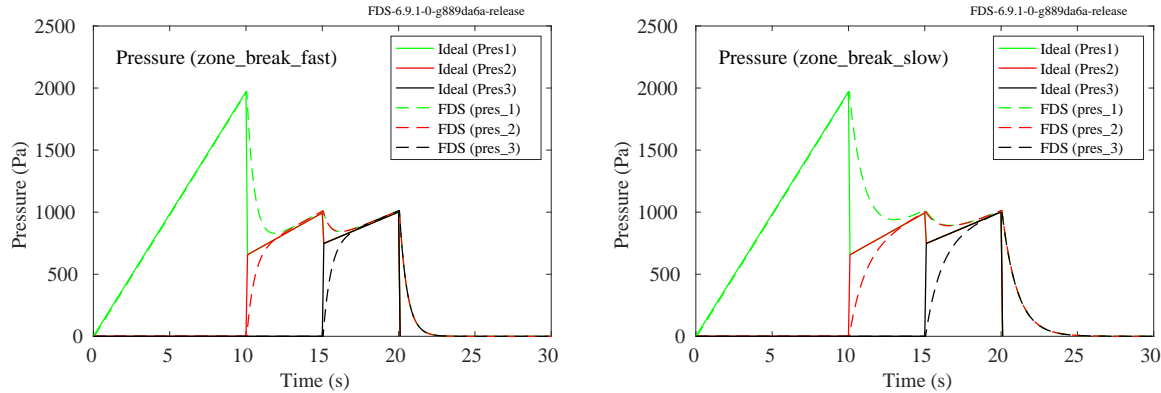 FDS-6.9.1-0-g889da6a-release
Pressure (zone_break_fast)
Ideal (Pres1)
Ideal (Pres2)
Ideal (Pres3)
FDS (pres_1)
FDS (pres_2)
FDS (pres_3)
2500
2000
1500
1000
500
0
Pressure (Pa)
0 5 10 15 20 25 30
Time (s)
FDS-6.9.1-0-g889da6a-release
Pressure (zone_break_slow)
Ideal (Pres1)
Ideal (Pres2)
Ideal (Pres3)
FDS (pres_1)
FDS (pres_2)
FDS (pres_3)
2500
2000
1500
1000
500
0
Pressure (Pa)
0 5 10 15 20 25 30
Time (s)